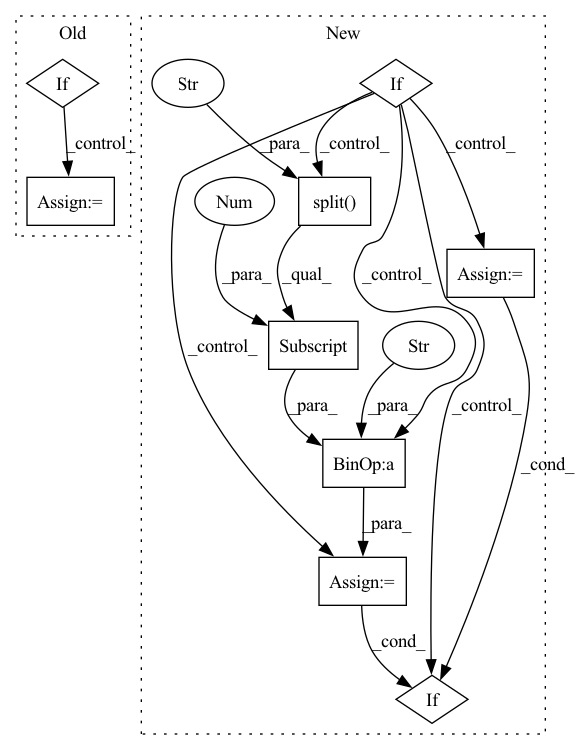 Old
New
If
Str
If
_control_
_para_
_control_
_control_
Assign:=
Num
split()
_para_
_qual_
_control_
Assign:=
_control_
Subscript
Str
_para_
_para_
_control_
BinOp:a
_cond_
_para_
Assign:=
_cond_
If